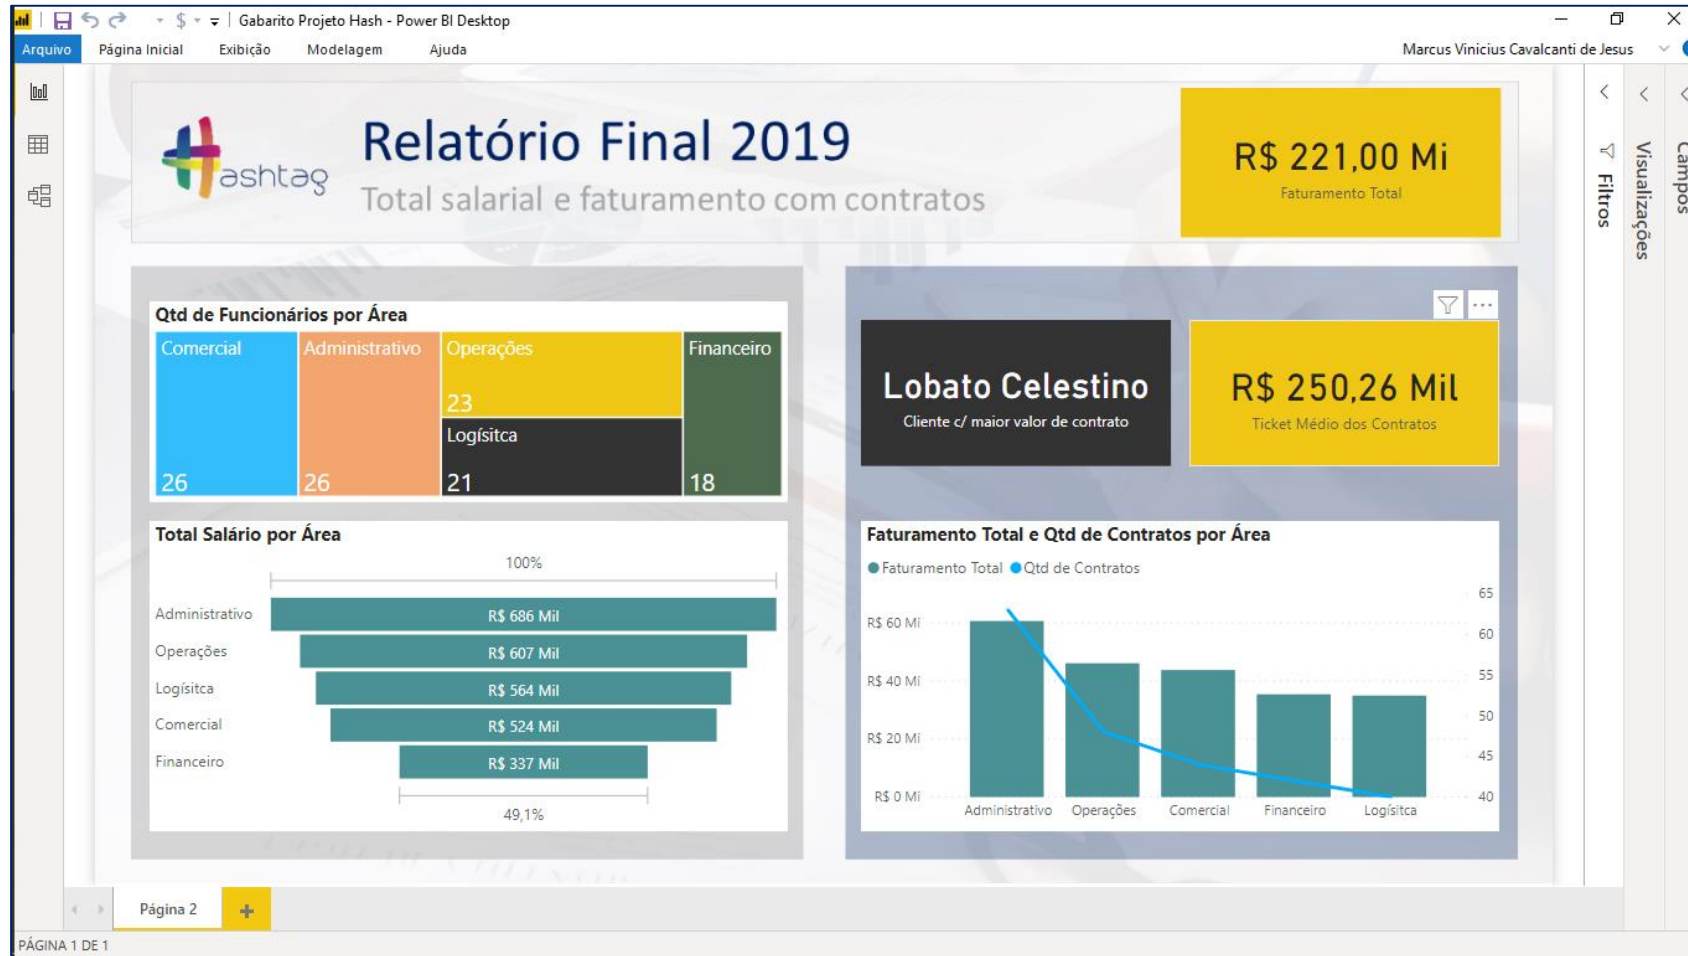 $ Gabarito Projeto Hash - Power BI Desktop
Arquivo Página Inicial Exibição Modelagem Ajuda Marcus Vinicius Cavalcanti de Jesus
Hashtag
Relatório Final 2019
Total salarial e faturamento com contratos
R$ 221,00 Mi
Faturamento Total
Filtros
Visualizações
Campos
Qtd de Funcionários por Área
Comercial
26
Administrativo
26
Operações
23
Logísitca
21
Financeiro
18
Lobato Celestino
Cliente c/ maior valor de contrato
R$ 250,26 Mil
Ticket Médio dos Contratos
Total Salário por Área
100%
Administrativo R$ 686 Mil
Operações R$ 607 Mil
Logísitca R$ 564 Mil
Comercial R$ 524 Mil
Financeiro R$ 337 Mil
49,1%
Faturamento Total e Qtd de Contratos por Área
Faturamento Total Qtd de Contratos
65
R$ 60 Mi 60
55
R$ 40 Mi
50
R$ 20 Mi
45
R$ 0 Mi 40
Administrativo Operações Comercial Financeiro Logísitca
Página 2
PÁGINA 1 DE 1